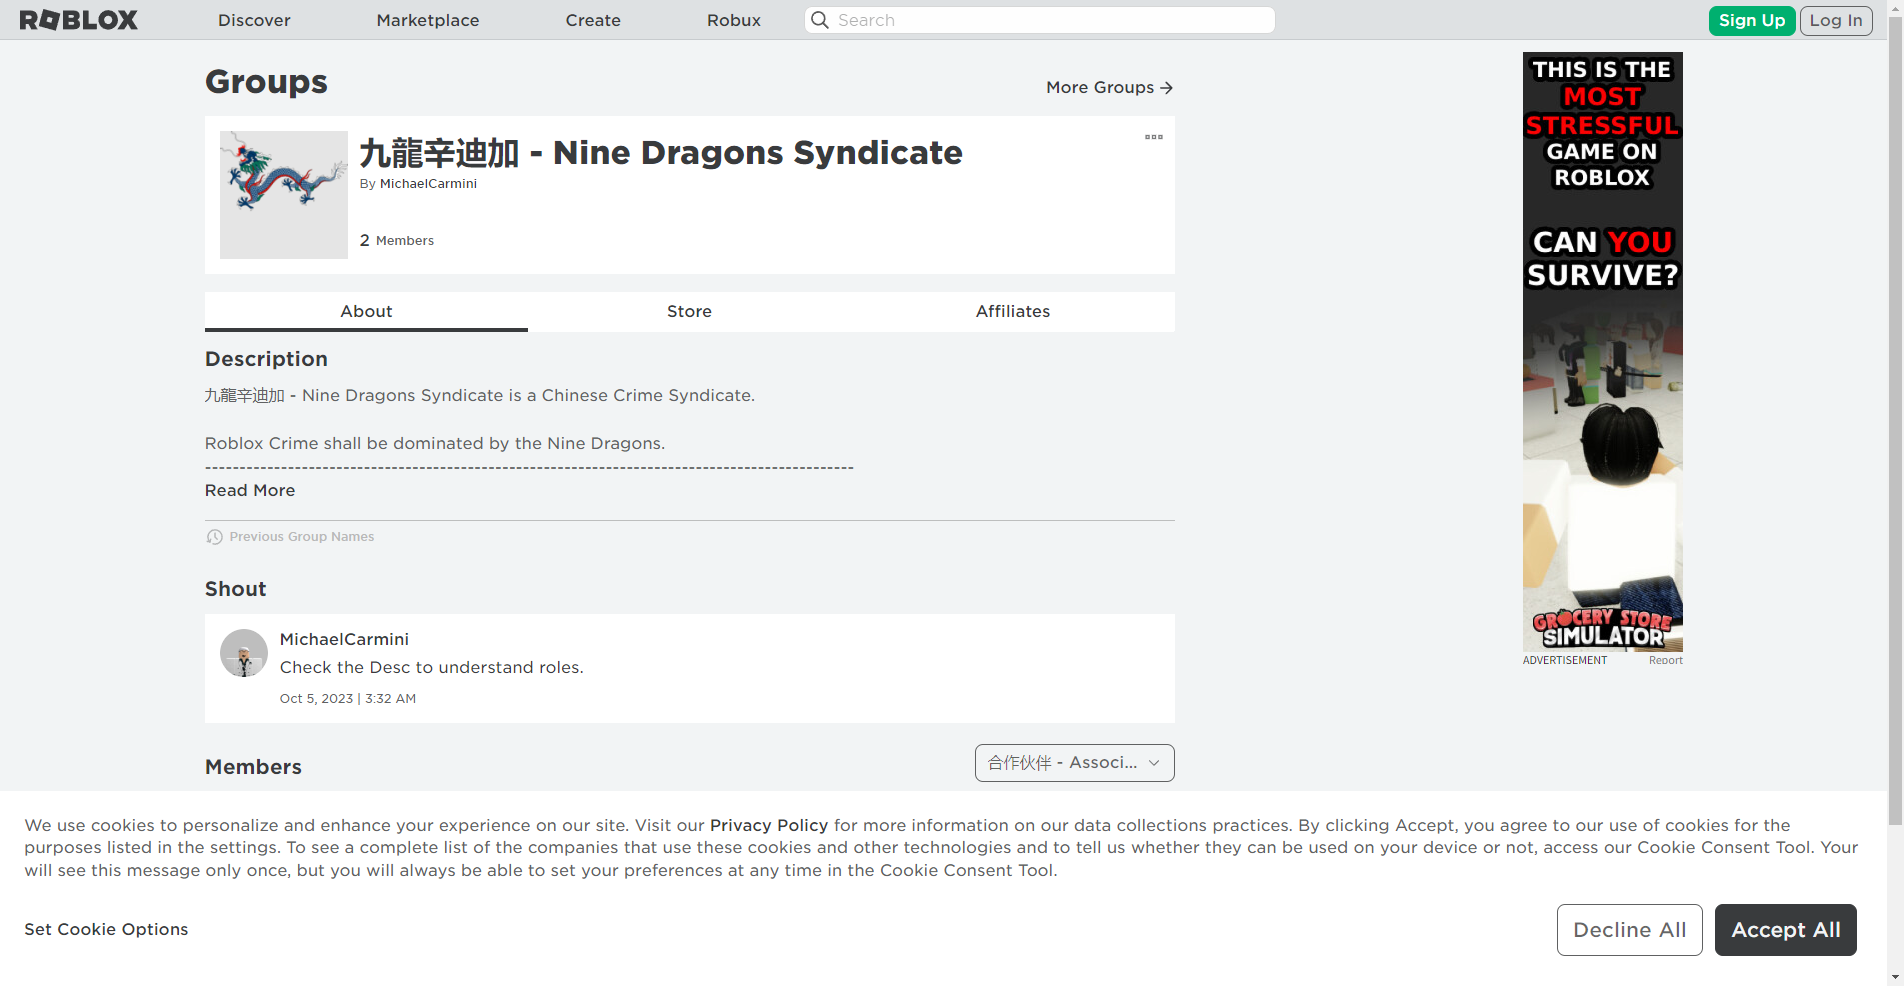 ROBLOX
Discover
Marketplace
Create
Robux
Search
Sign Up
Log In
Groups
More Groups →
九龍辛迪加 - Nine Dragons Syndicate
By MichaelCarmini
2 Members
About
Store
Affiliates
Description
九龍辛迪加 - Nine Dragons Syndicate is a Chinese Crime Syndicate.
Roblox Crime shall be dominated by the Nine Dragons.
----------------------------------------------------------------------------------------------
Read More
Previous Group Names
Shout
MichaelCarmini
Check the Desc to understand roles.
Oct 5, 2023 | 3:32 AM
Members
合作伙伴 - Associ...
THIS IS THE
MOST
STRESSFUL
GAME ON
ROBLOX
CAN YOU
SURVIVE?
GROCERY STORE
SIMULATOR
ADVERTISEMENT
Report
We use cookies to personalize and enhance your experience on our site. Visit our Privacy Policy for more information on our data collections practices. By clicking Accept, you agree to our use of cookies for the
purposes listed in the settings. To see a complete list of the companies that use these cookies and other technologies and to tell us whether they can be used on your device or not, access our Cookie Consent Tool. Your
will see this message only once, but you will always be able to set your preferences at any time in the Cookie Consent Tool.
Set Cookie Options
Decline All
Accept All